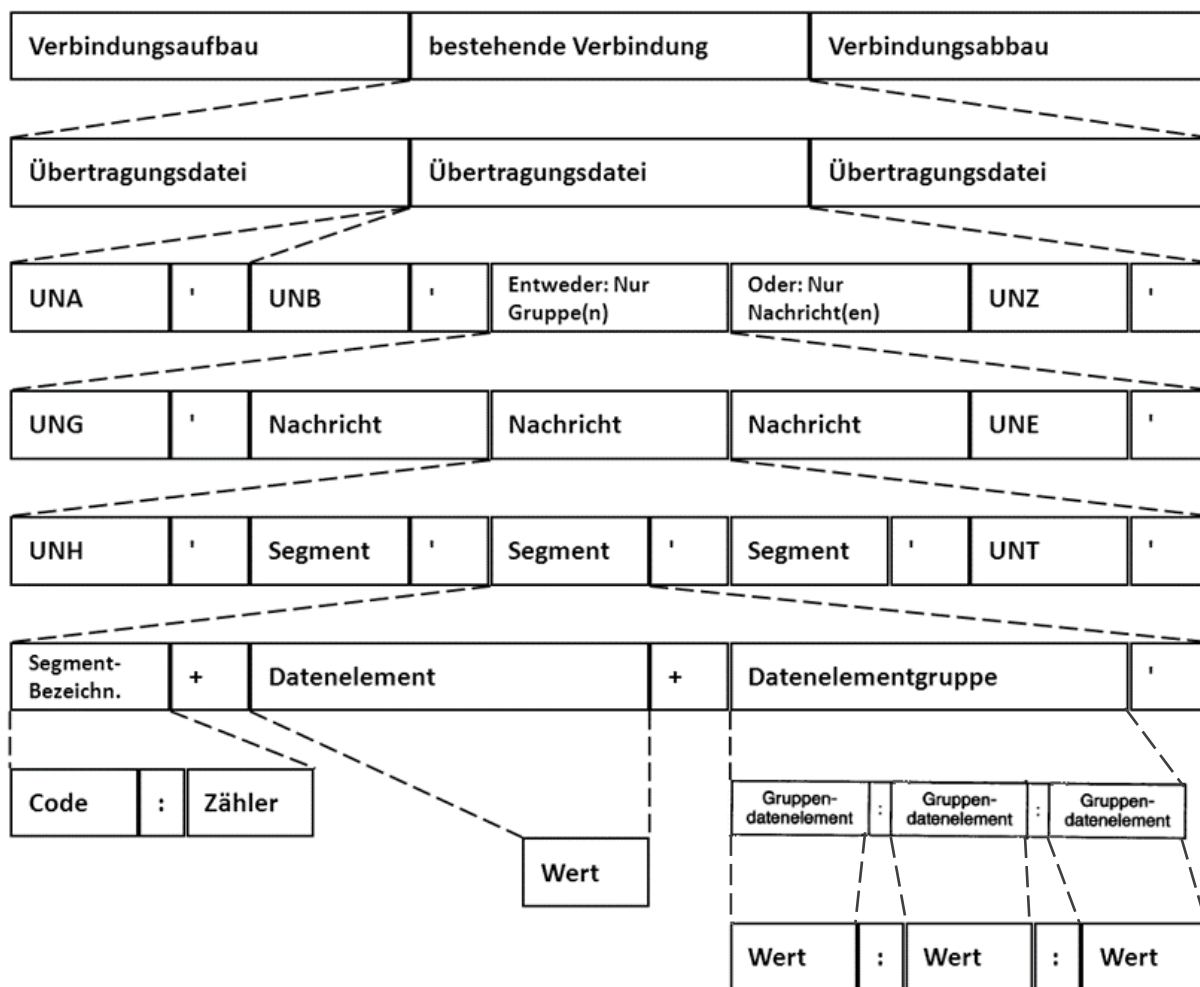 Verbindungsaufbau bestehende Verbindung Verbindungsabbau
Übertragungsdatei Übertragungsdatei Übertragungsdatei
UNA ' UNB ' Entweder: Nur Gruppe(n) Oder: Nur Nachricht(en) UNZ '
UNG ' Nachricht Nachricht Nachricht UNE '
UNH ' Segment ' Segment ' Segment ' UNT '
Segment-Bezeichn. + Datenelement + Datenelementgruppe '
Code : Zähler
Gruppen-datenelement : Gruppen-datenelement : Gruppen-datenelement
Wert
Wert : Wert : Wert